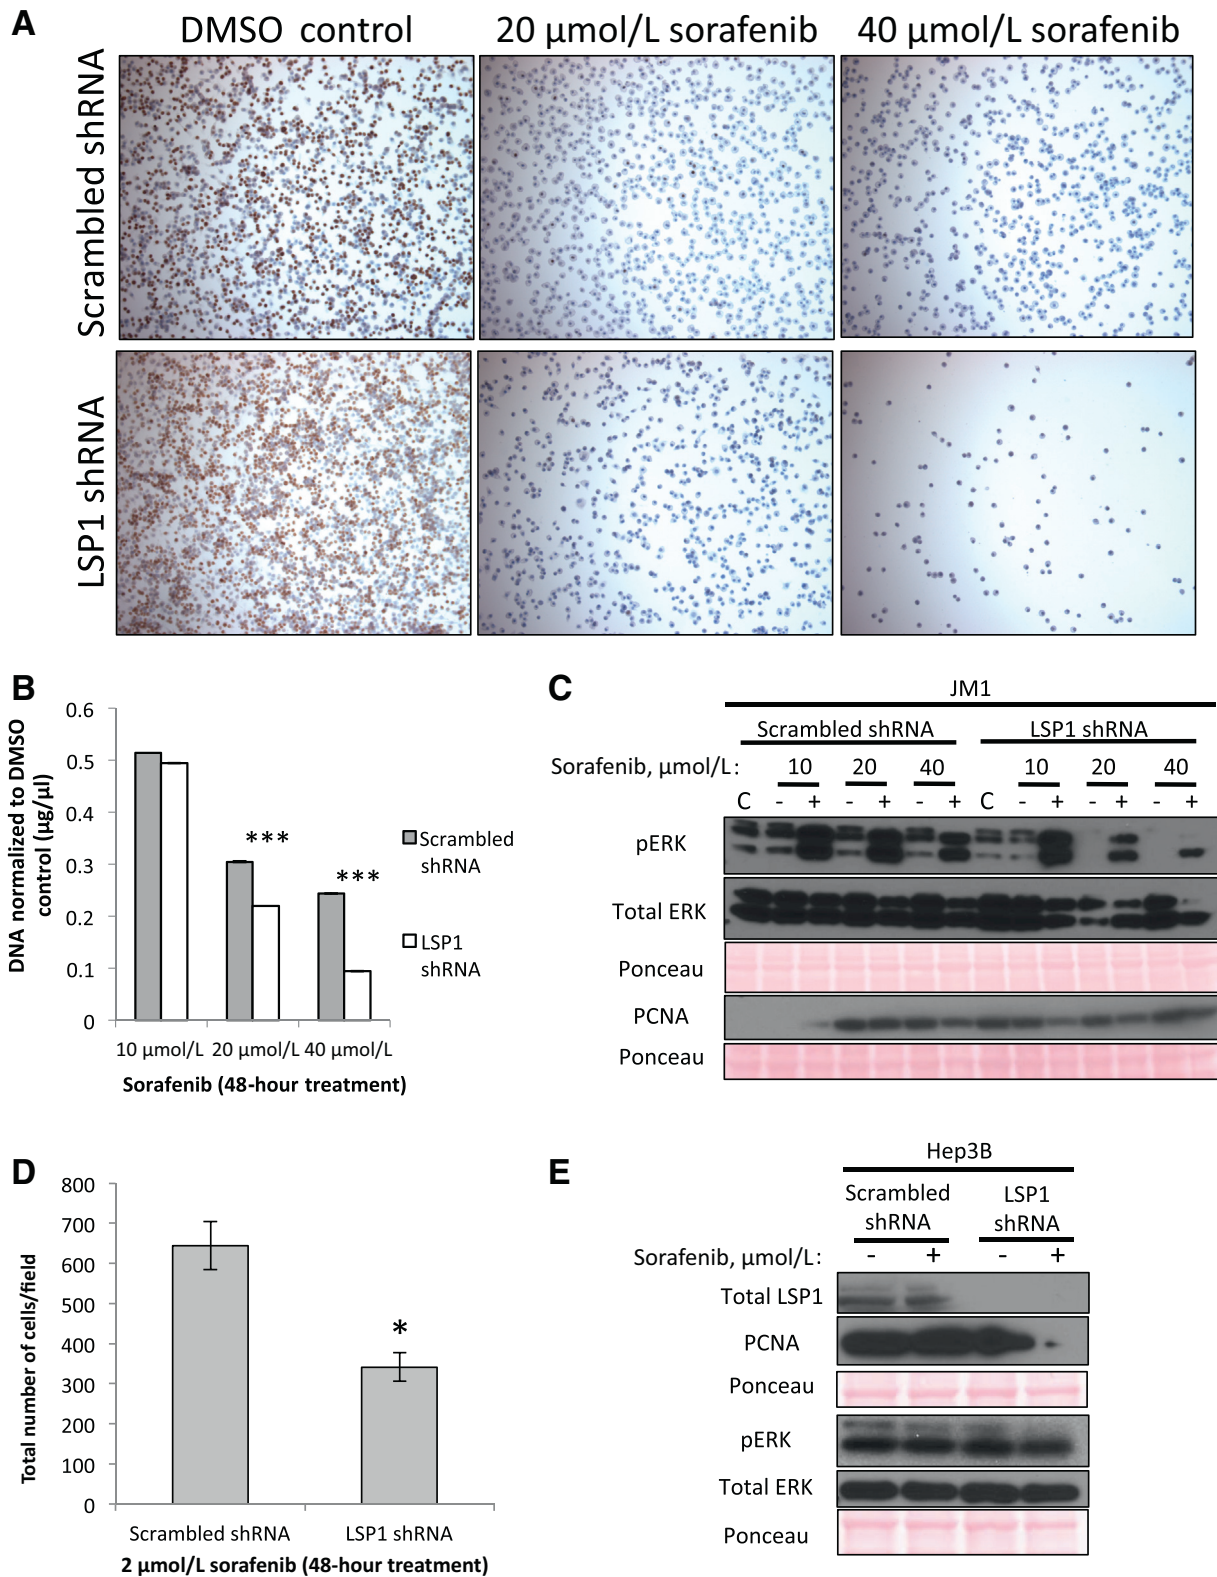 A
DMSO control
20 µmol/L sorafenib
40 µmol/L sorafenib
Scrambled shRNA
LSP1 shRNA
B
DNA normalized to DMSO
control (µg/µl)
0.6
0.5
0.4
0.3
0.2
0.1
0
***
***
10 µmol/L
20 µmol/L
40 µmol/L
Sorafenib (48-hour treatment)
Scrambled
shRNA
LSP1
shRNA
C
JM1
Scrambled shRNA
LSP1 shRNA
Sorafenib, µmol/L:
10 20 40 10 20 40
C - + - + - + C - + - + - +
pERK
Total ERK
Ponceau
PCNA
Ponceau
D
Total number of cells/field
800
700
600
500
400
300
200
100
0
*
Scrambled shRNA
LSP1 shRNA
2 µmol/L sorafenib (48-hour treatment)
E
Hep3B
Scrambled
shRNA
LSP1
shRNA
Sorafenib, µmol/L:
- + - +
Total LSP1
PCNA
Ponceau
pERK
Total ERK
Ponceau